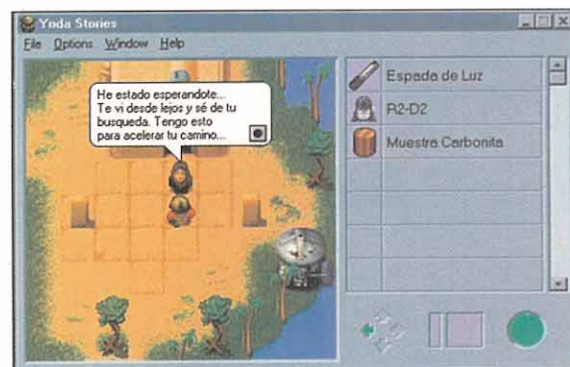 Yoda Stories
File Options Window Help
He estado esperandote...
Te vi desde lejos y sé de tu
busqueda. Tengo esto
para acelerar tu camino...
Espada de Luz
R2-D2
Muestra Carbonita